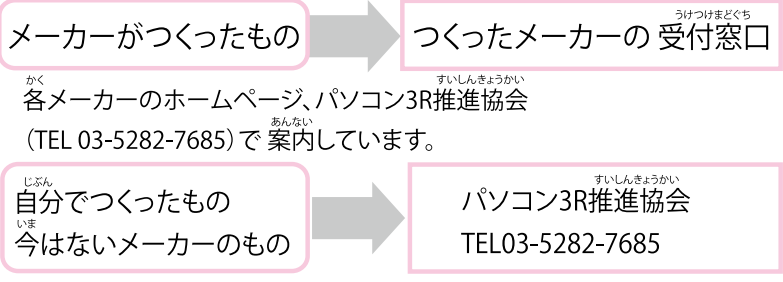 メーカーがつくったもの
うけつけまどぐち
つくったメーカーの 受付窓口
かく すいしんきょうかい
各メーカーのホームページ、パソコン3R推進協会
あんない
（TEL 03-5282-7685）で 案内しています。
じぶん
自分でつくったもの
いま
今はないメーカーのもの
すいしんきょうかい
パソコン3R推進協会
TEL03-5282-7685